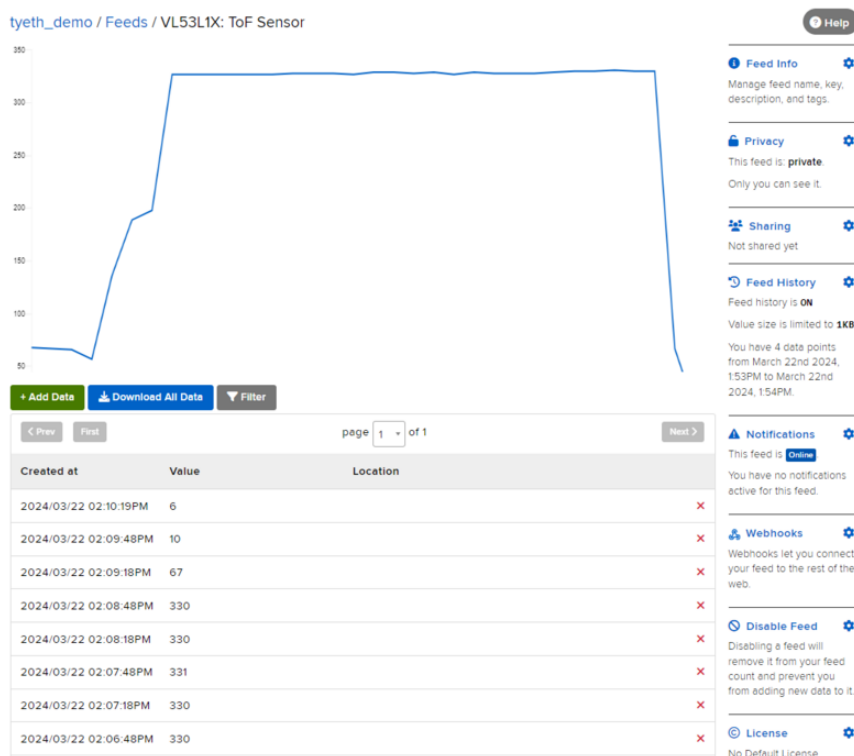 tyeth_demo / Feeds / VL53L1X: ToF Sensor
Help
350
300
250
200
150
100
50
+ Add Data
Download All Data
Filter
< Prev
First
page 1 of 1
Next >
Created at Value Location
2024/03/22 02:10:19PM 6
2024/03/22 02:09:48PM 10
2024/03/22 02:09:18PM 67
2024/03/22 02:08:48PM 330
2024/03/22 02:08:18PM 330
2024/03/22 02:07:48PM 331
2024/03/22 02:07:18PM 330
2024/03/22 02:06:48PM 330
Feed Info
Manage feed name, key,
description, and tags.
Privacy
This feed is: private.
Only you can see it.
Sharing
Not shared yet
Feed History
Feed history is ON
Value size is limited to 1KB
You have 4 data points
from March 22nd 2024,
1:53PM to March 22nd
2024, 1:54PM.
Notifications
This feed is Online
You have no notifications
active for this feed.
Webhooks
Webhooks let you connect
your feed to the rest of the
web.
Disable Feed
Disabling a feed will
remove it from your feed
count and prevent you
from adding new data to it.
License
No Default License